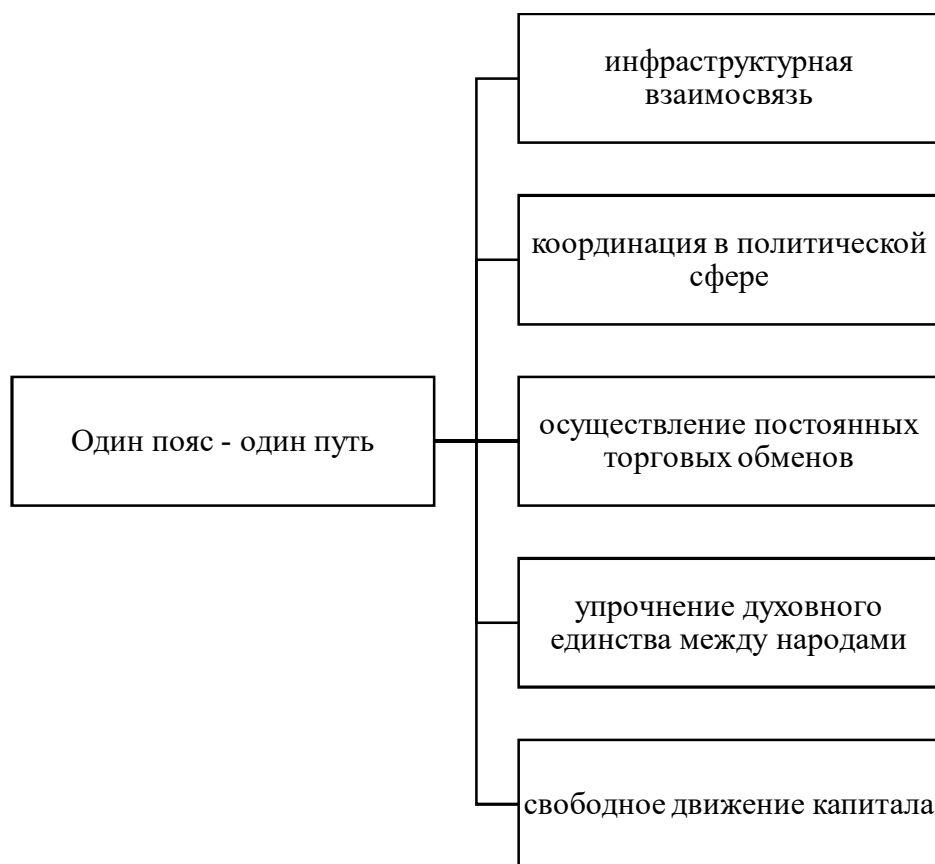 инфраструктурная
взаимосвязь
координация в политической
сфере
Один пояс - один путь
осуществление постоянных
торговых обменов
упрочнение духовного
единства между народами
свободное движение капитала